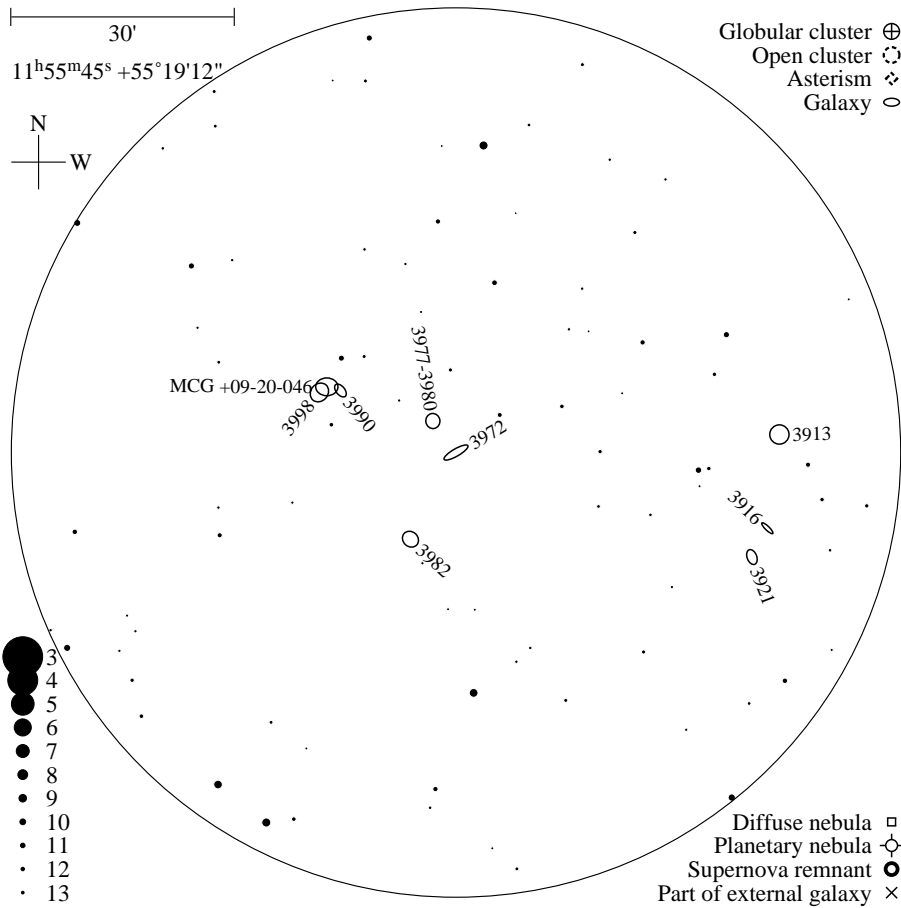 30'
11h55m45s +55°19'12"
N
W
Globular cluster
Open cluster
Asterism
Galaxy
3977-3980
MCG +09-20-046
3998
3990
3972
3913
3916
3921
3982
3
4
5
6
7
8
9
10
11
12
13
Diffuse nebula
Planetary nebula
Supernova remnant
Part of external galaxy